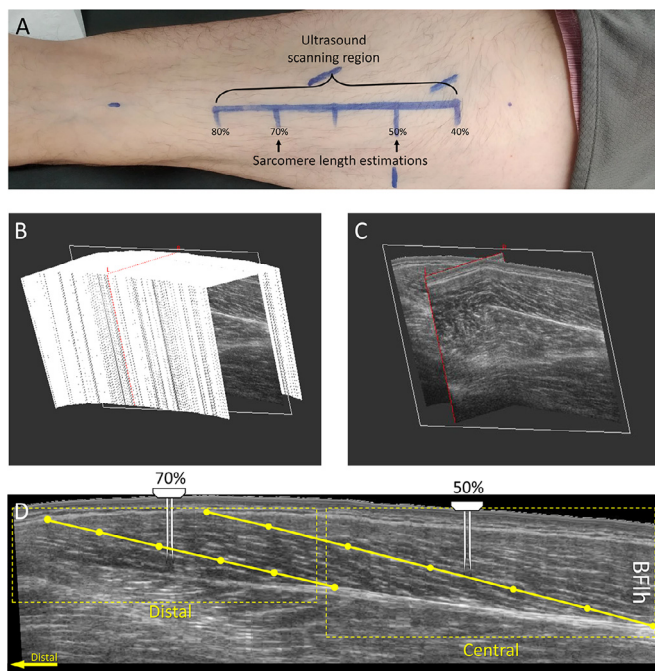 A
Ultrasound
scanning region
80%
70%
50%
40%
Sarcomere length estimations
B
C
70%
50%
D
BFlh
Distal
Central
Distal